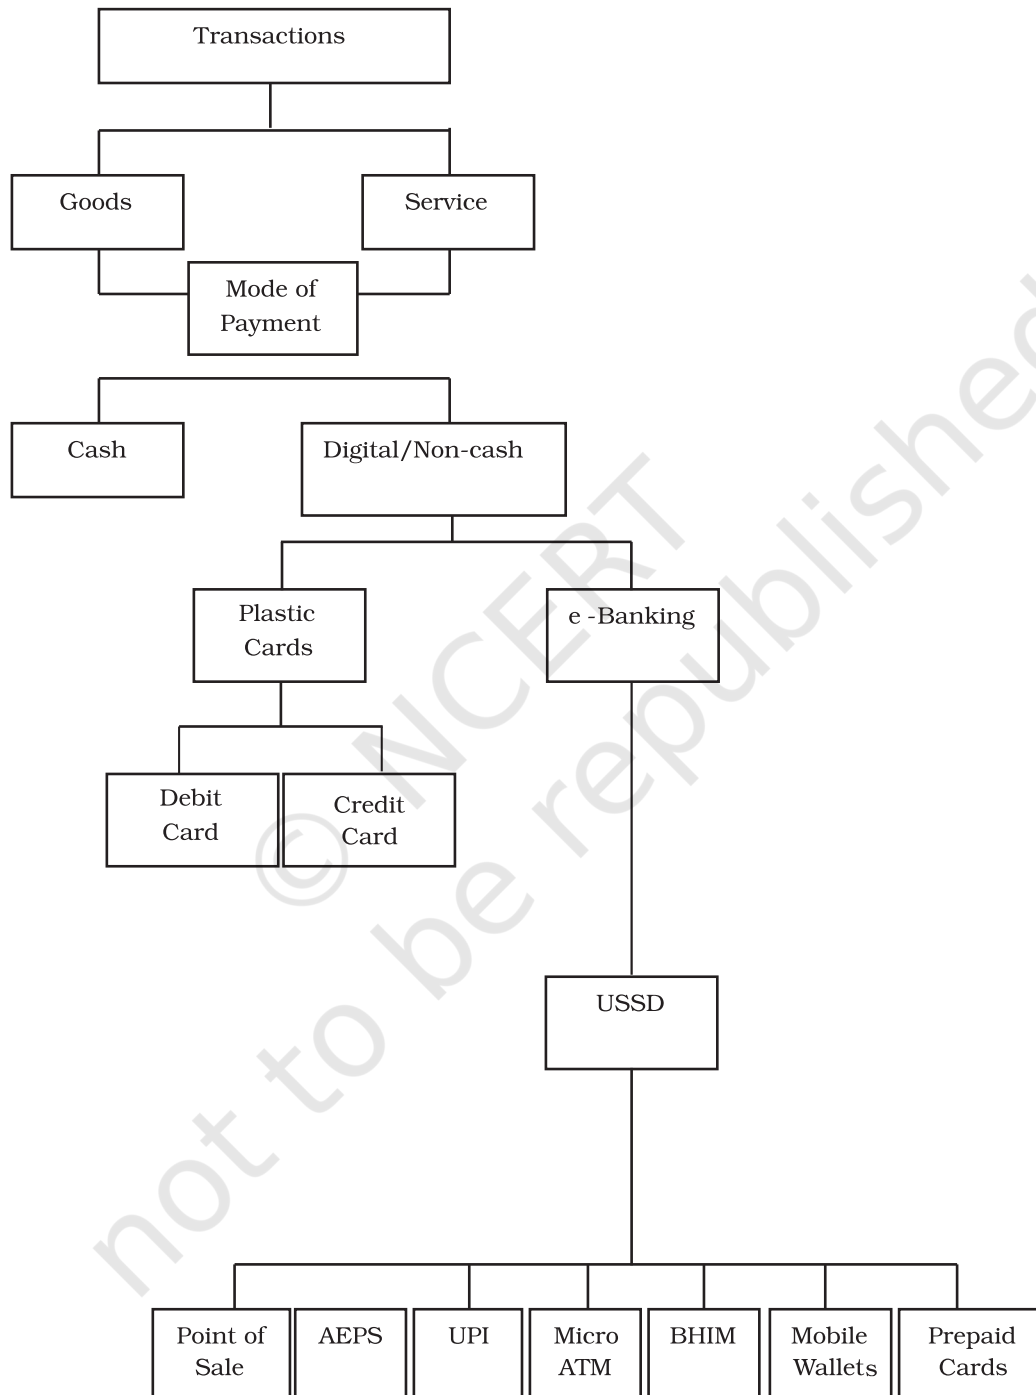 Transactions
Goods
Service
Mode of
Payment
Cash
Digital/Non-cash
Plastic
Cards
e -Banking
Debit
Card
Credit
Card
USSD
Point of
Sale
AEPS
UPI
Micro
ATM
BHIM
Mobile
Wallets
Prepaid
Cards
© NCERT
not to be republished